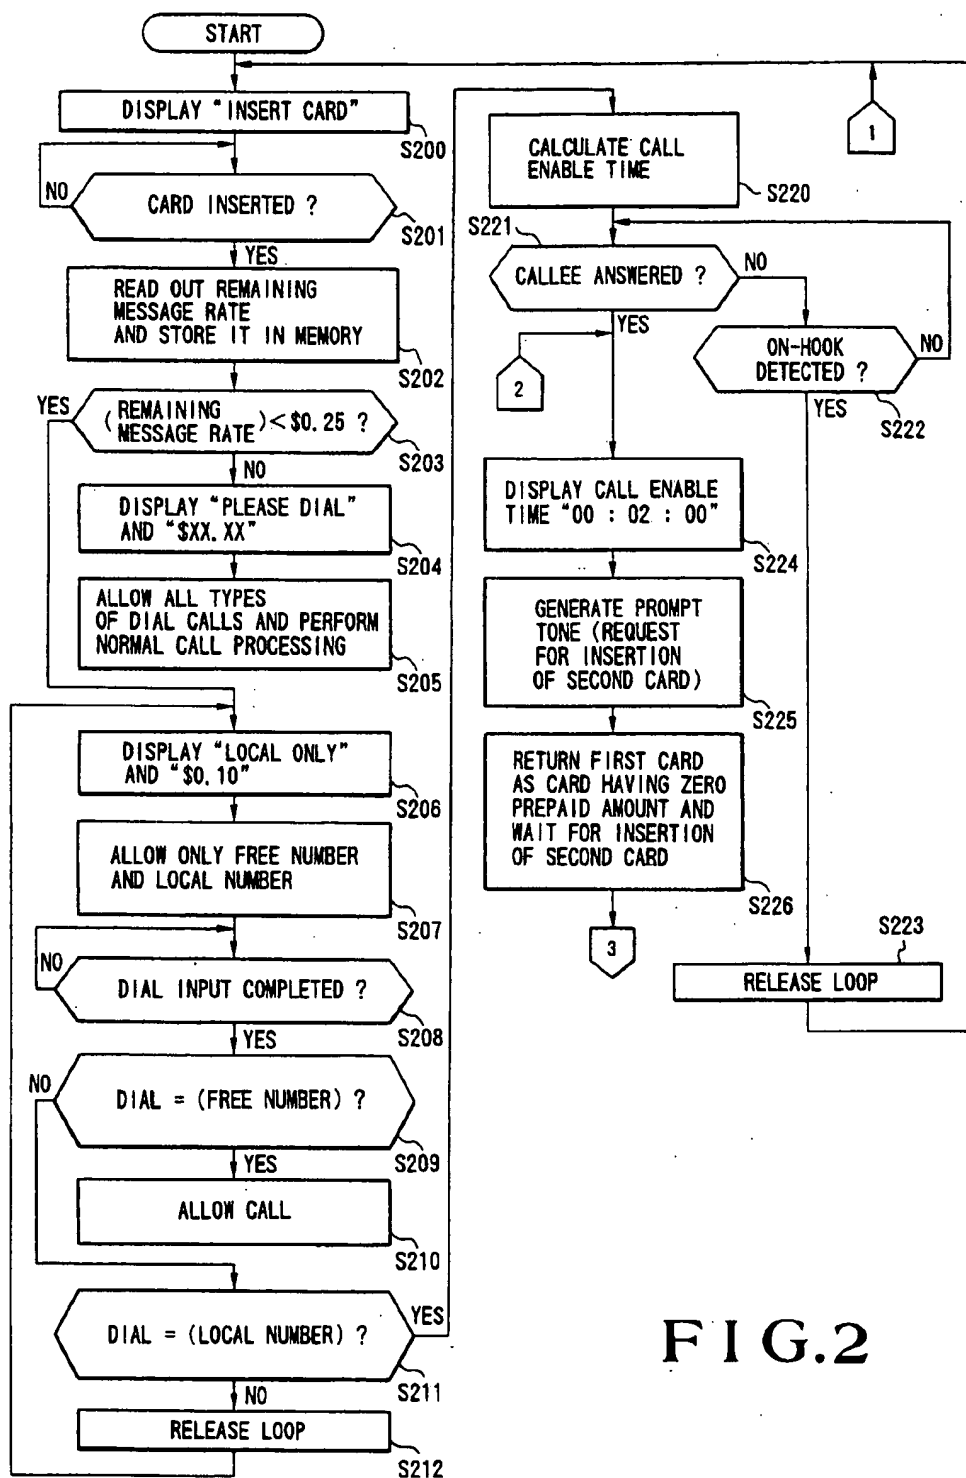 START
DISPLAY "INSERT CARD"
S200
NO
CARD INSERTED ?
S201
YES
READ OUT REMAINING
MESSAGE RATE
AND STORE IT IN MEMORY
S202
YES
(REMAINING
MESSAGE RATE) < $0.25 ?
S203
NO
DISPLAY "PLEASE DIAL"
AND "$XX.XX"
S204
ALLOW ALL TYPES
OF DIAL CALLS AND PERFORM
NORMAL CALL PROCESSING
S205
DISPLAY "LOCAL ONLY"
AND "$0.10"
S206
ALLOW ONLY FREE NUMBER
AND LOCAL NUMBER
S207
NO
DIAL INPUT COMPLETED ?
S208
YES
NO
DIAL = (FREE NUMBER) ?
S209
YES
ALLOW CALL
S210
YES
DIAL = (LOCAL NUMBER) ?
S211
NO
RELEASE LOOP
S212
1
CALCULATE CALL
ENABLE TIME
S220
S221
CALLEE ANSWERED ?
NO
YES
2
ON-HOOK
DETECTED ?
NO
S222
YES
DISPLAY CALL ENABLE
TIME "00 : 02 : 00"
S224
GENERATE PROMPT
TONE (REQUEST
FOR INSERTION
OF SECOND CARD)
S225
RETURN FIRST CARD
AS CARD HAVING ZERO
PREPAID AMOUNT AND
WAIT FOR INSERTION
OF SECOND CARD
S226
3
S223
RELEASE LOOP
FIG.2